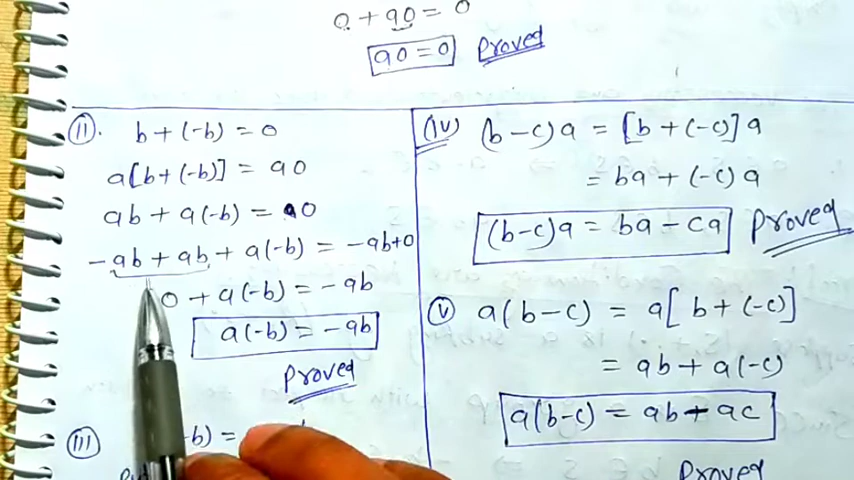 0 + a0 = 0
a0 = 0 Proved
(II). b + (-b) = 0
a[b + (-b)] = a0
ab + a(-b) = a0
-ab + ab + a(-b) = -ab+0
0 + a(-b) = -ab
a(-b) = -ab
Proved
(III)
-b) =
(IV) (b-c)a = [b + (-c)] a
= ba + (-c) a
(b-c)a = ba - ca Proved
(V) a(b-c) = a[b + (-c)]
= ab + a(-c)
a(b-c) = ab - ac
Proved